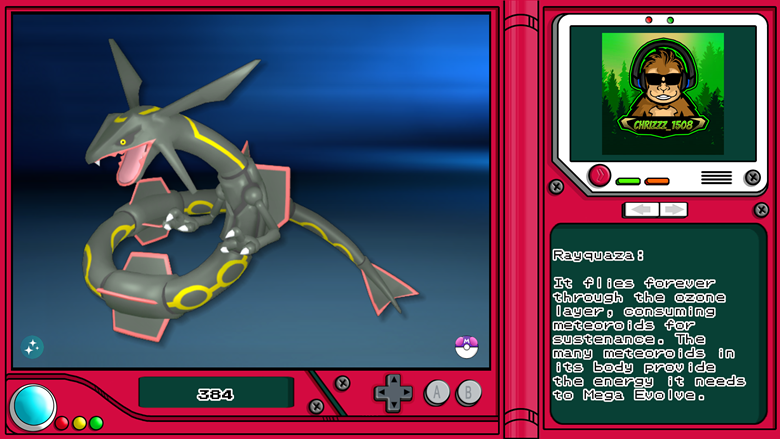 CHRIZZZ_1508
Rayquaza:
It flies forever
through the ozone
layer, consuming
meteoroids for
sustenance. The
many meteoroids in
its body provide
the energy it needs
to Mega Evolve.
M
384
A B